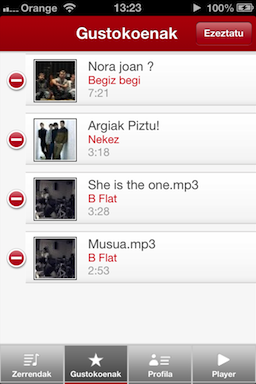 Orange 13:23 100%
Gustokoenak Ezeztatu
Nora joan ?
Begiz begi
7:21
Argiak Piztu!
Nekez
3:18
She is the one.mp3
B Flat
3:28
Musua.mp3
B Flat
2:53
Zerrendak Gustokoenak Profila Player